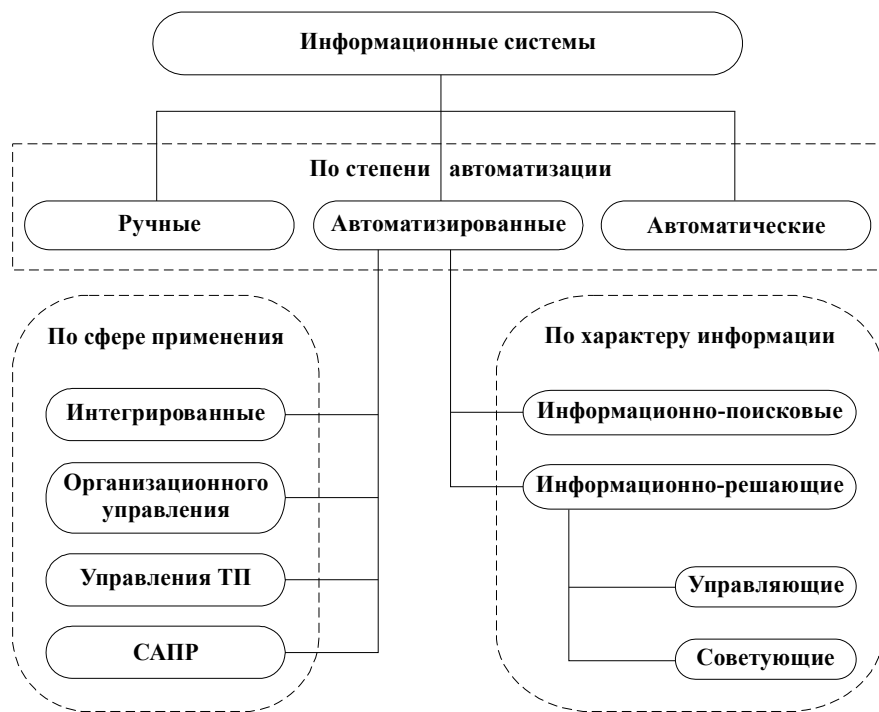 Информационные системы
По степени автоматизации
Ручные
Автоматизированные
Автоматические
По сфере применения
Интегрированные
Организационного
управления
Управления ТП
САПР
По характеру информации
Информационно-поисковые
Информационно-решающие
Управляющие
Советующие